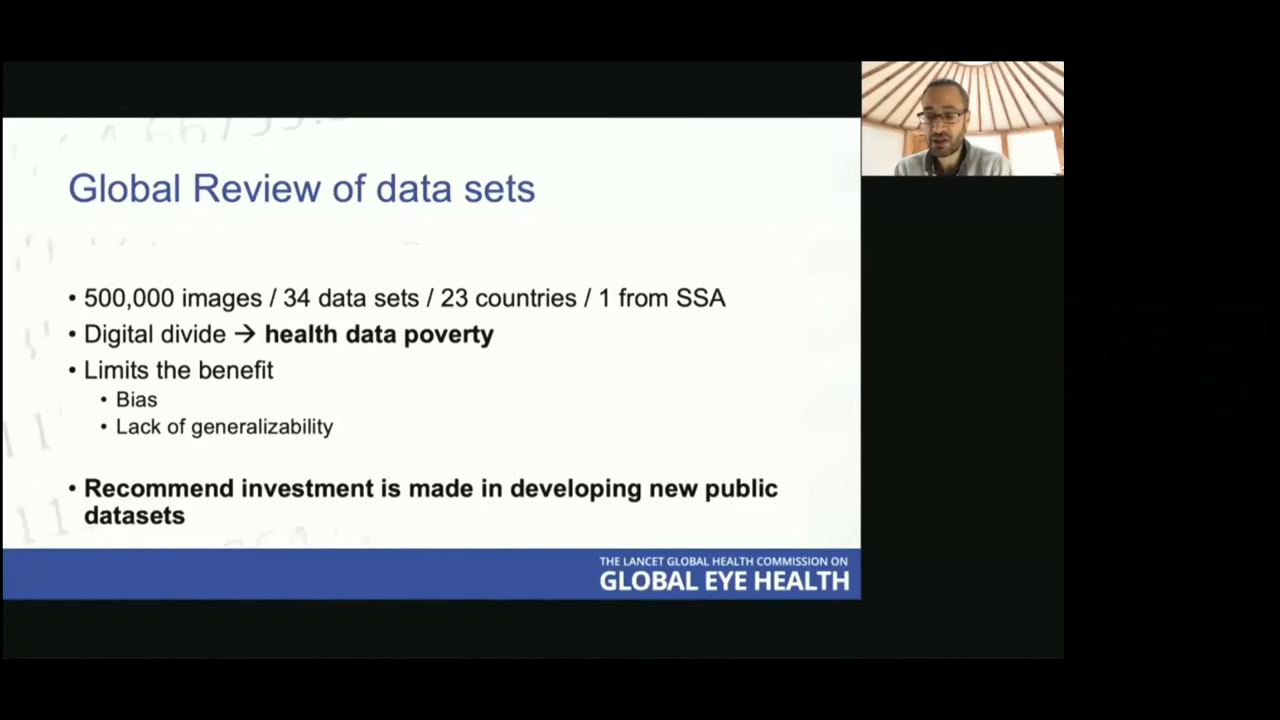 Global Review of data sets
• 500,000 images / 34 data sets / 23 countries / 1 from SSA
• Digital divide → health data poverty
• Limits the benefit
• Bias
• Lack of generalizability
• Recommend investment is made in developing new public
datasets
THE LANCET GLOBAL HEALTH COMMISSION ON
GLOBAL EYE HEALTH